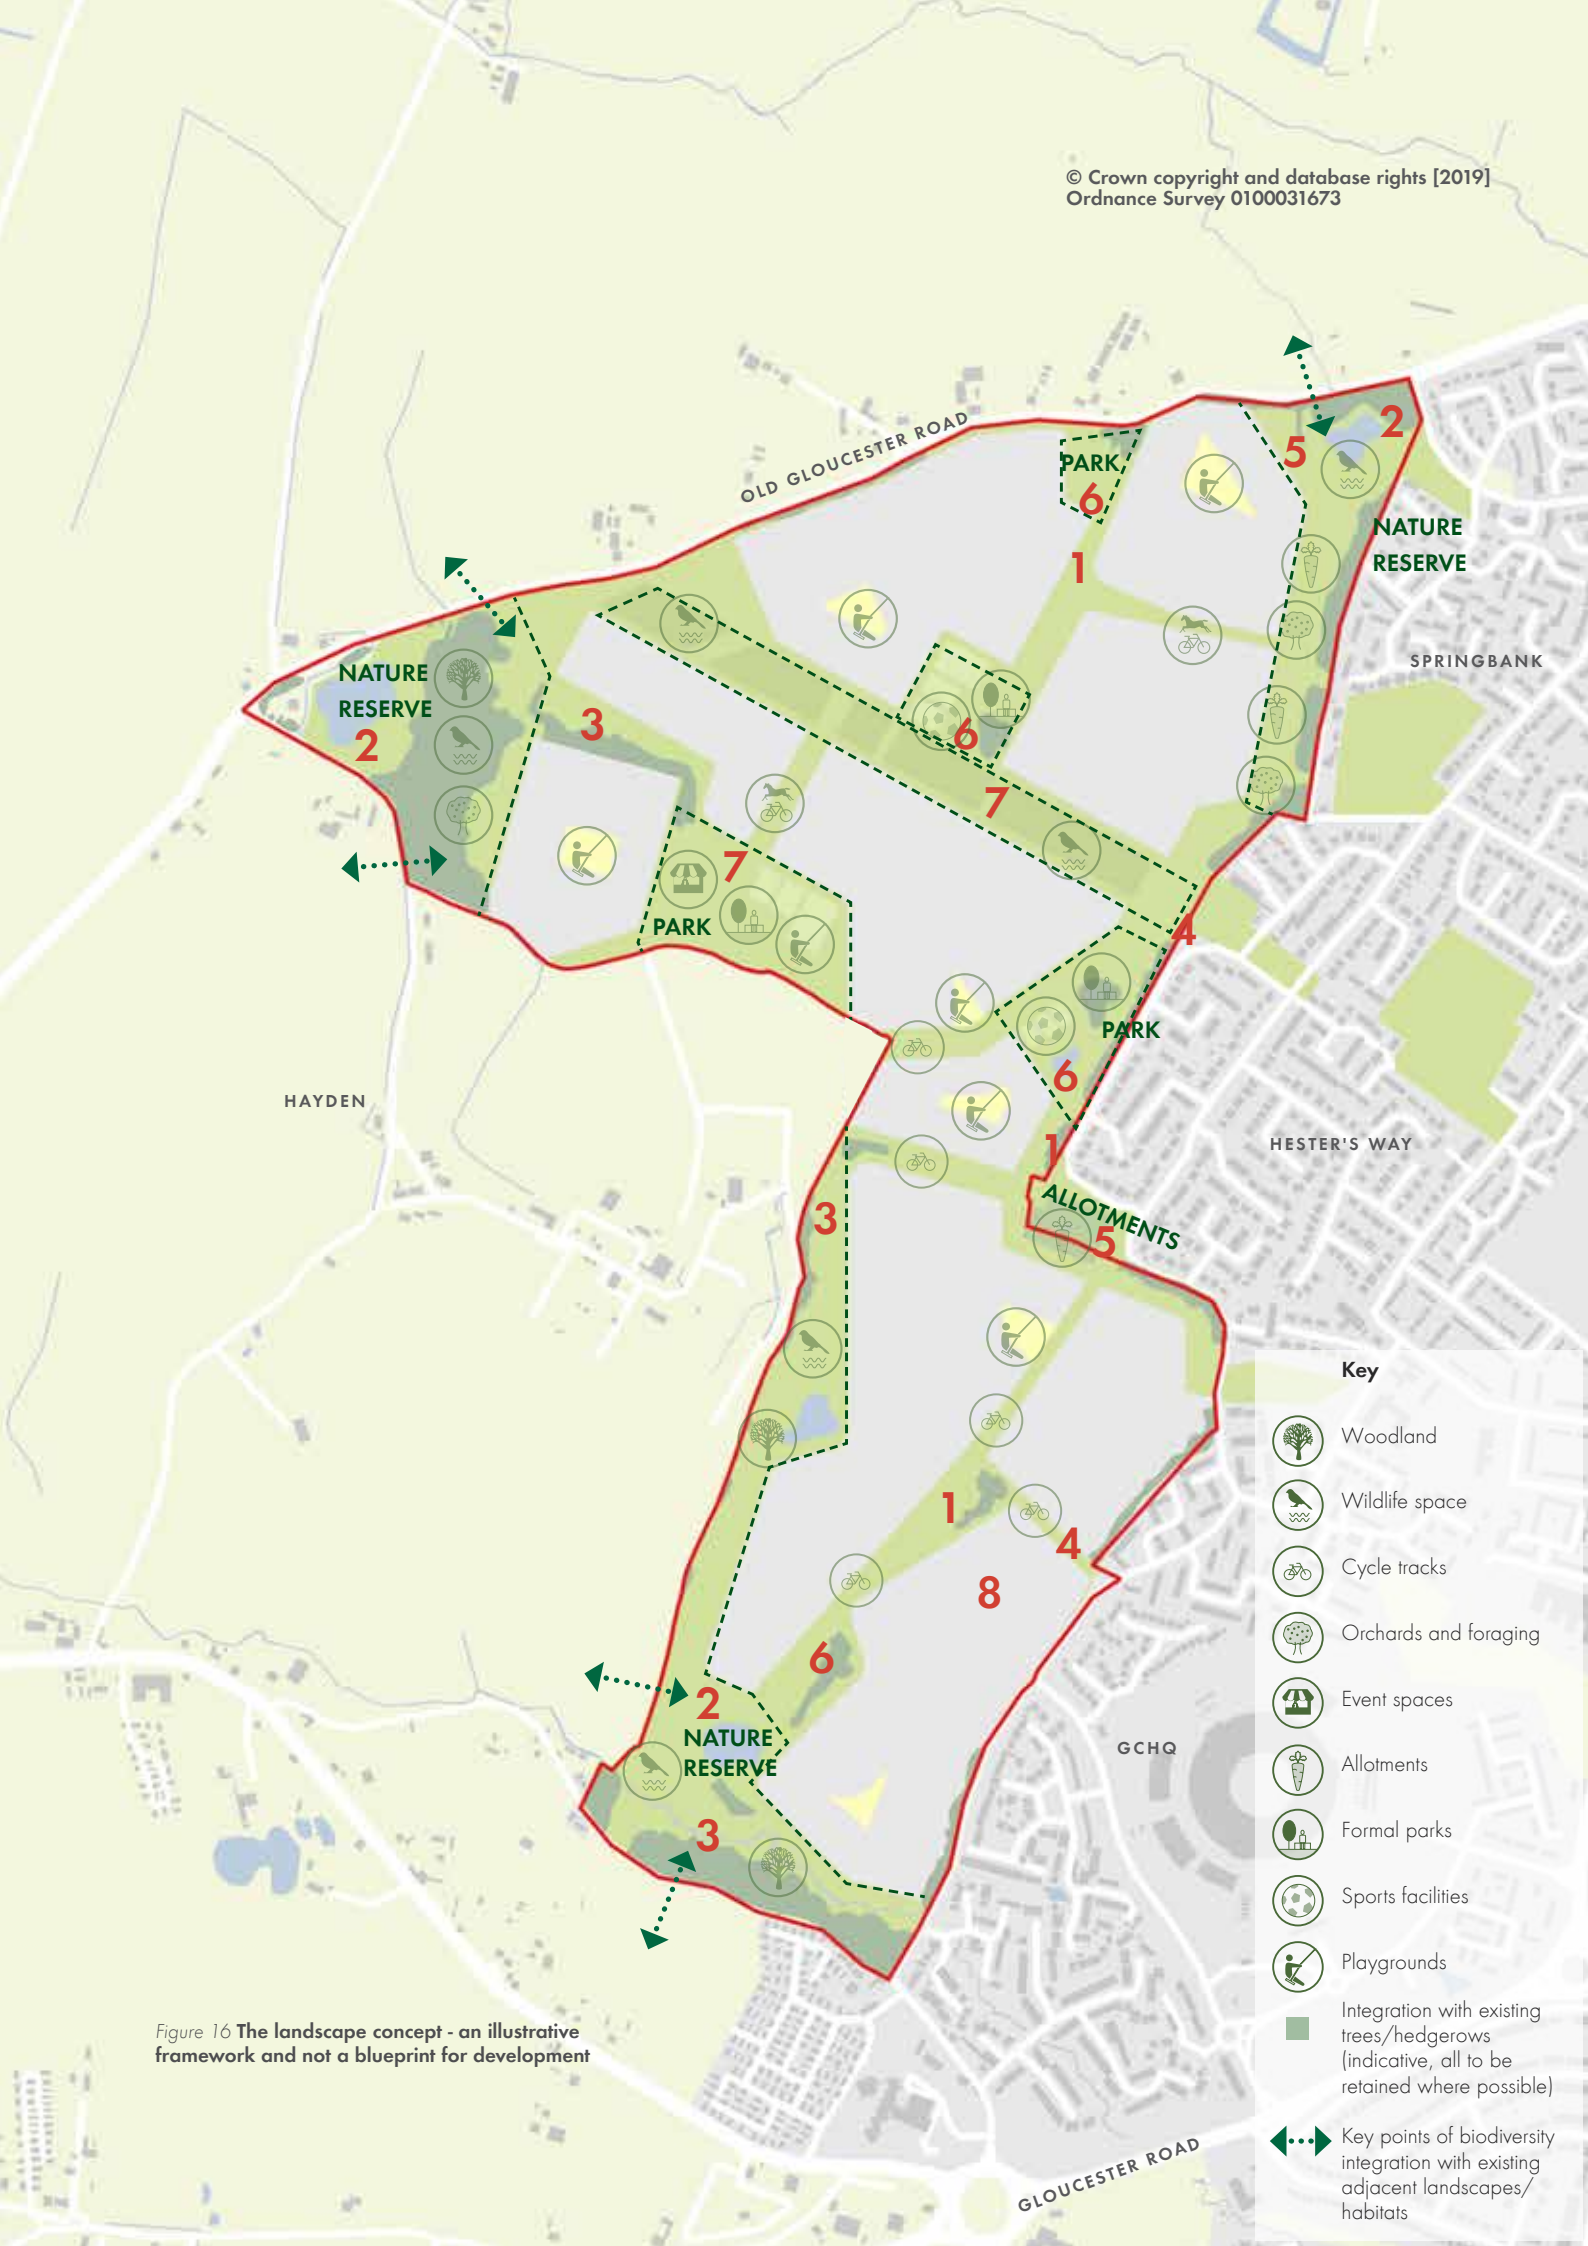 © Crown copyright and database rights [2019]
Ordnance Survey 0100031673
OLD GLOUCESTER ROAD
2
5
PARK
6
NATURE
RESERVE
1
SPRINGBANK
NATURE
RESERVE
2
3
6
7
7
PARK
4
PARK
6
HAYDEN
HESTER'S WAY
1
ALLOTMENTS
5
3
1
4
8
6
2
NATURE
RESERVE
3
GCHQ
GLOUCESTER ROAD
Key
Woodland
Wildlife space
Cycle tracks
Orchards and foraging
Event spaces
Allotments
Formal parks
Sports facilities
Playgrounds
Integration with existing
trees/hedgerows
(indicative, all to be
retained where possible)
Key points of biodiversity
integration with existing
adjacent landscapes/
habitats
Figure 16 The landscape concept - an illustrative
framework and not a blueprint for development